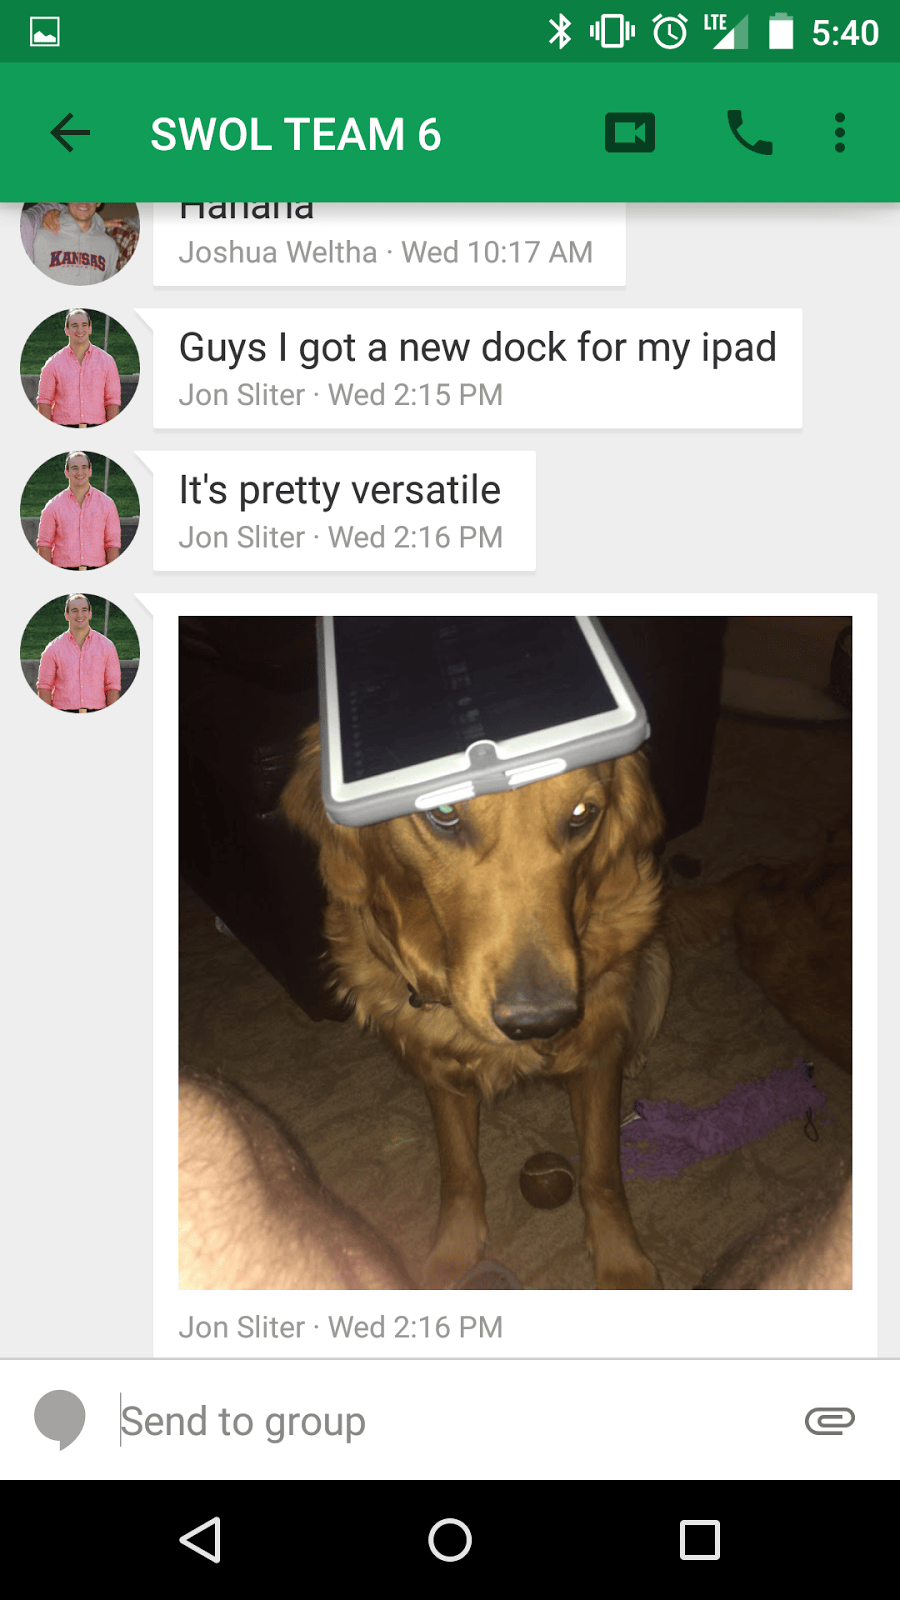 LTE 5:40
SWOL TEAM 6
Hahaha
KANSAS
Joshua Weltha · Wed 10:17 AM
Guys I got a new dock for my ipad
Jon Sliter · Wed 2:15 PM
It's pretty versatile
Jon Sliter · Wed 2:16 PM
Jon Sliter · Wed 2:16 PM
Send to group